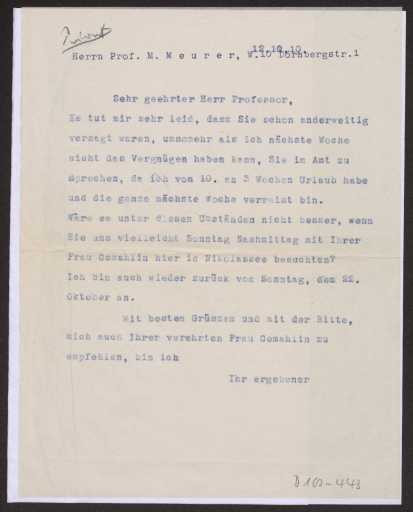 Privat
12.10.10
Herrn Prof. M. Meurer, W.10 Dörnbergstr.1
Sehr geehrter Herr Professor,
Es tut mir sehr leid, dass Sie schon anderweitig
versagt waren, umsomehr als ich nächste Woche
nicht das Vergnügen haben kann, Sie im Amt zu
sprechen, da ich von 10. an 3 Wochen Urlaub habe
und die ganze nächste Woche verreist bin.
Wäre es unter diesen Umständen nicht besser, wenn
Sie uns vielleicht Sonntag Nachmittag mit Ihrer
Frau Gemahlin hier in Nikolassee besuchten?
Ich bin auch wieder zurück von Sonntag, dem 22.
Oktober an.
Mit besten Grüssen und mit der Bitte,
mich auch Ihrer verehrten Frau Gemahlin zu
empfehlen, bin ich
Ihr ergebener
D 102-443